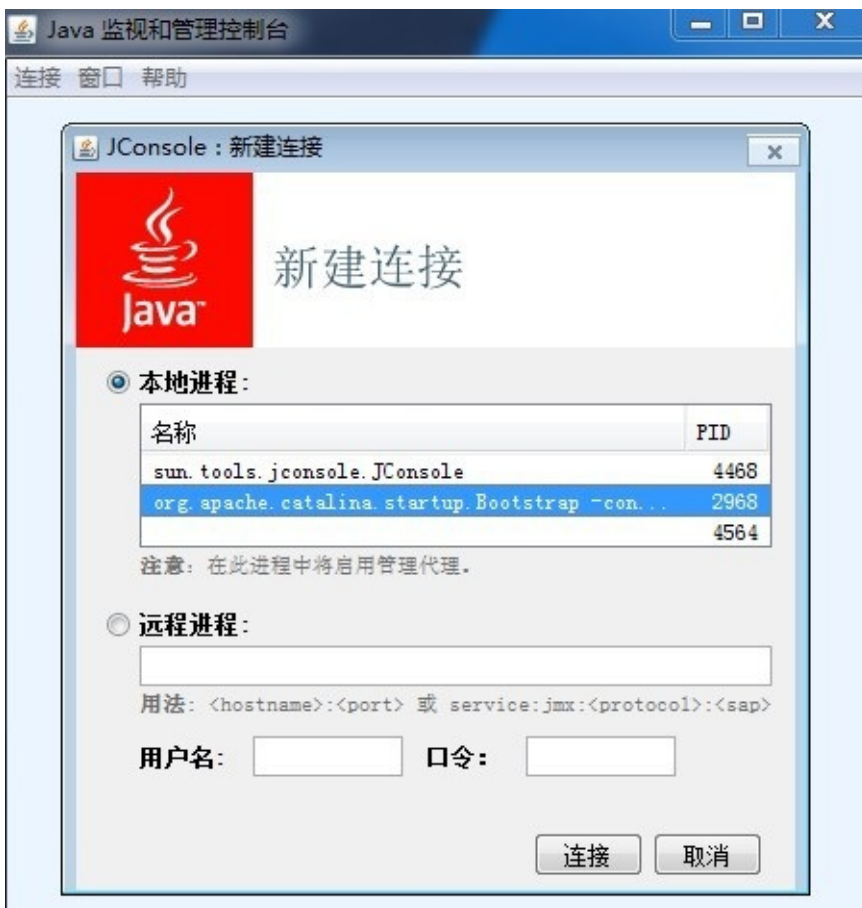 Java 监视和管理控制台
连接 窗口 帮助
JConsole：新建连接
Java™
新建连接
本地进程：
名称 PID
sun.tools.jconsole.JConsole 4468
org.apache.catalina.startup.Bootstrap -con... 2968
4564
注意：在此进程中将启用管理代理。
远程进程：
用法：<hostname>:<port> 或 service:jmx:<protocol>:<sap>
用户名： 口令：
连接 取消